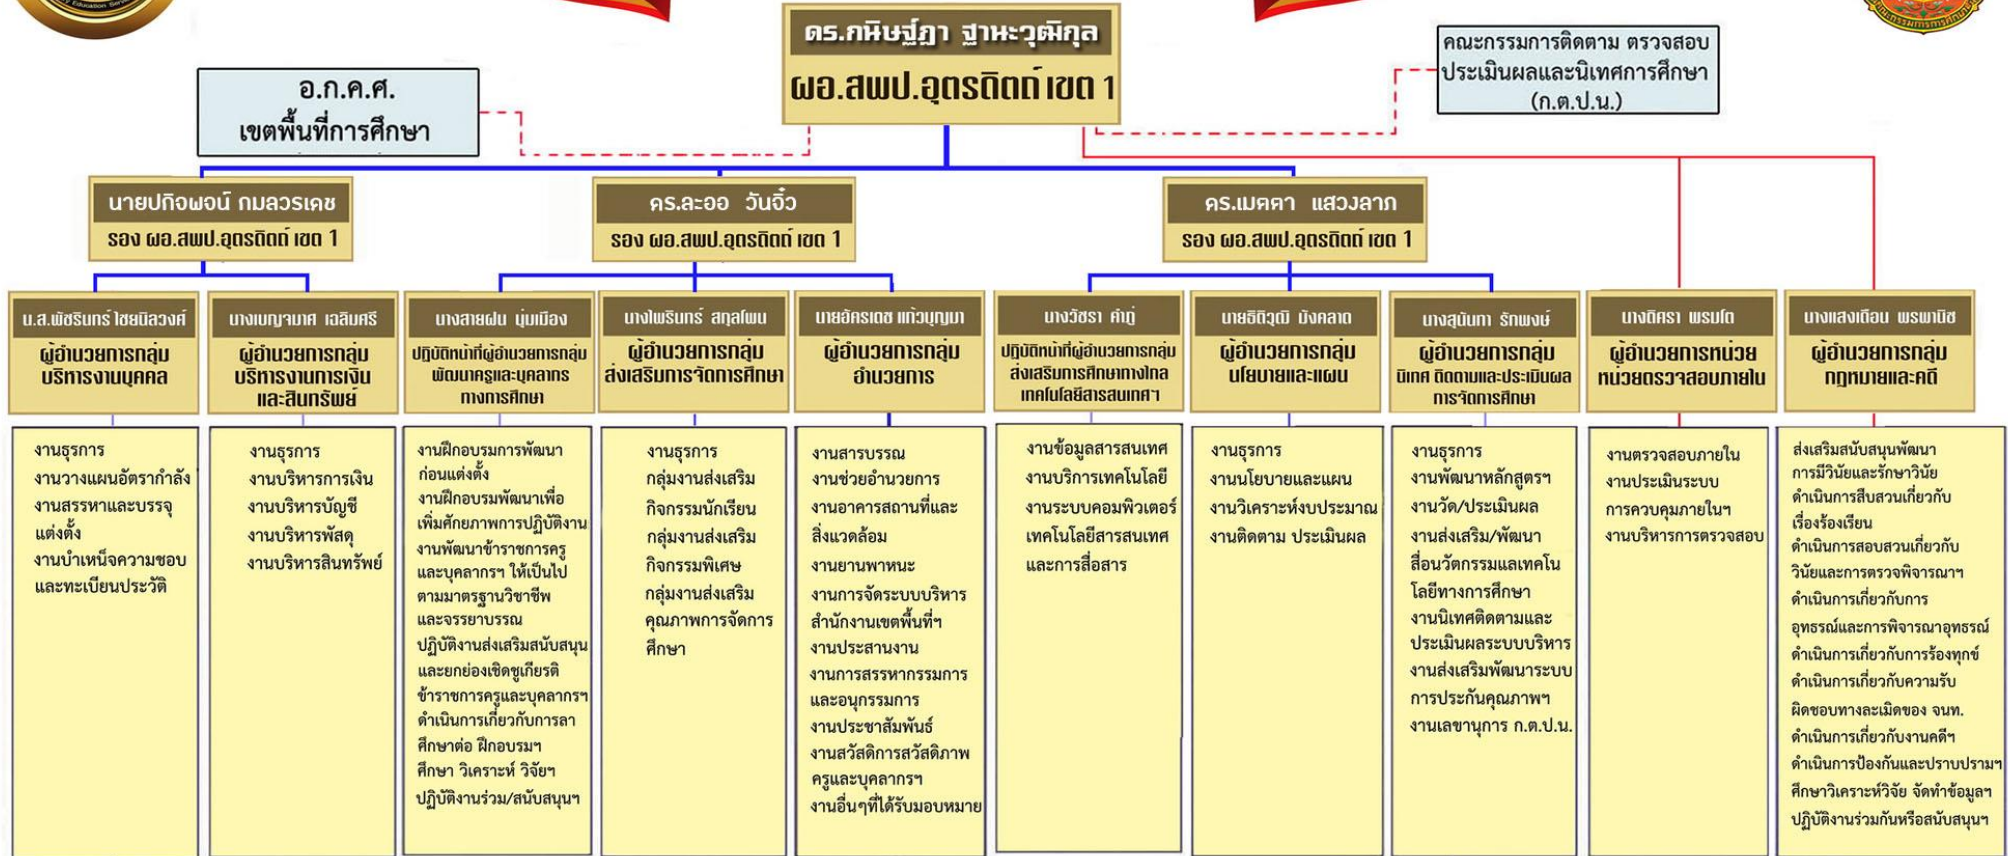 ดร.กนิษฐ์ฎา ฐานะวุฒิกุล
ผอ.สพป.อุตรดิตถ์ เขต 1
อ.ก.ค.ศ.
เขตพื้นที่การศึกษา
คณะกรรมการติดตาม ตรวจสอบ
ประเมินผลและนิเทศการศึกษา
(ก.ต.ป.น.)
นายปกิจพจน์ กมลวรเดช
รอง ผอ.สพป.อุตรดิตถ์ เขต 1
ดร.ละออ วันจิ๋ว
รอง ผอ.สพป.อุตรดิตถ์ เขต 1
ดร.เมตตา แสวงลาภ
รอง ผอ.สพป.อุตรดิตถ์ เขต 1
น.ส.พัชรินทร์ ไชยนิลวงศ์
ผู้อำนวยการกลุ่ม
บริหารงานบุคคล
งานธุรการ
งานวางแผนอัตรากำลัง
งานสรรหาและบรรจุ
แต่งตั้ง
งานบำเหน็จความชอบ
และทะเบียนประวัติ
นางเบญจมาศ เฉลิมศรี
ผู้อำนวยการกลุ่ม
บริหารงานการเงิน
และสินทรัพย์
งานธุรการ
งานบริหารการเงิน
งานบริหารบัญชี
งานบริหารพัสดุ
งานบริหารสินทรัพย์
นางสายฝน นุ่มเมือง
ปฏิบัติหน้าที่ผู้อำนวยการกลุ่ม
พัฒนาครูและบุคลากร
ทางการศึกษา
งานฝึกอบรมการพัฒนา
ก่อนแต่งตั้ง
งานฝึกอบรมพัฒนาเพื่อ
เพิ่มศักยภาพการปฏิบัติงาน
งานพัฒนาข้าราชการครู
และบุคลากรฯ ให้เป็นไป
ตามมาตรฐานวิชาชีพ
และจรรยาบรรณ
ปฏิบัติงานส่งเสริมสนับสนุน
และยกย่องเชิดชูเกียรติ
ข้าราชการครูและบุคลากรฯ
ดำเนินการเกี่ยวกับการลา
ศึกษาต่อ ฝึกอบรมฯ
ศึกษา วิเคราะห์ วิจัยฯ
ปฏิบัติงานร่วม/สนับสนุนฯ
นางไพรินทร์ สกุลโพน
ผู้อำนวยการกลุ่ม
ส่งเสริมการจัดการศึกษา
งานธุรการ
กลุ่มงานส่งเสริม
กิจกรรมนักเรียน
กลุ่มงานส่งเสริม
กิจกรรมพิเศษ
กลุ่มงานส่งเสริม
คุณภาพการจัดการ
ศึกษา
นายอัครเดช แก้วบุญมา
ผู้อำนวยการกลุ่ม
อำนวยการ
งานสารบรรณ
งานช่วยอำนวยการ
งานอาคารสถานที่และ
สิ่งแวดล้อม
งานยานพาหนะ
งานการจัดระบบบริหาร
สำนักงานเขตพื้นที่ฯ
งานประสานงาน
งานการสรรหากรรมการ
และอนุกรรมการ
งานประชาสัมพันธ์
งานสวัสดิการสวัสดิภาพ
ครูและบุคลากรฯ
งานอื่นๆที่ได้รับมอบหมาย
นางวัชรา คำภู่
ปฏิบัติหน้าที่ผู้อำนวยการกลุ่ม
ส่งเสริมการศึกษาทางไกล
เทคโนโลยีสารสนเทศฯ
งานข้อมูลสารสนเทศ
งานบริการเทคโนโลยี
งานระบบคอมพิวเตอร์
เทคโนโลยีสารสนเทศ
และการสื่อสาร
นายธิติวุฒิ มังคลาด
ผู้อำนวยการกลุ่ม
นโยบายและแผน
งานธุรการ
งานนโยบายและแผน
งานวิเคราะห์งบประมาณ
งานติดตาม ประเมินผล
นางสุนันทา รักพงษ์
ผู้อำนวยการกลุ่ม
นิเทศ ติดตามและประเมินผล
การจัดการศึกษา
งานธุรการ
งานพัฒนาหลักสูตรฯ
งานวัด/ประเมินผล
งานส่งเสริม/พัฒนา
สื่อนวัตกรรมแลเทคโน
โลยีทางการศึกษา
งานนิเทศติดตามและ
ประเมินผลระบบบริหาร
งานส่งเสริมพัฒนาระบบ
การประกันคุณภาพฯ
งานเลขานุการ ก.ต.ป.น.
นางติศรา พรมโต
ผู้อำนวยการหน่วย
หน่วยตรวจสอบภายใน
งานตรวจสอบภายใน
งานประเมินระบบ
การควบคุมภายในฯ
งานบริหารการตรวจสอบ
นางแสงเดือน พรพานิช
ผู้อำนวยการกลุ่ม
กฎหมายและคดี
ส่งเสริมสนับสนุนพัฒนา
การมีวินัยและรักษาวินัย
ดำเนินการสืบสวนเกี่ยวกับ
เรื่องร้องเรียน
ดำเนินการสอบสวนเกี่ยวกับ
วินัยและการตรวจพิจารณาฯ
ดำเนินการเกี่ยวกับการ
อุทธรณ์และการพิจารณาอุทธรณ์
ดำเนินการเกี่ยวกับการร้องทุกข์
ดำเนินการเกี่ยวกับความรับ
ผิดชอบทางละเมิดของ จนท.
ดำเนินการเกี่ยวกับงานคดีฯ
ดำเนินการป้องกันและปราบปรามฯ
ศึกษาวิเคราะห์วิจัย จัดทำข้อมูลฯ
ปฏิบัติงานร่วมกันหรือสนับสนุนฯ